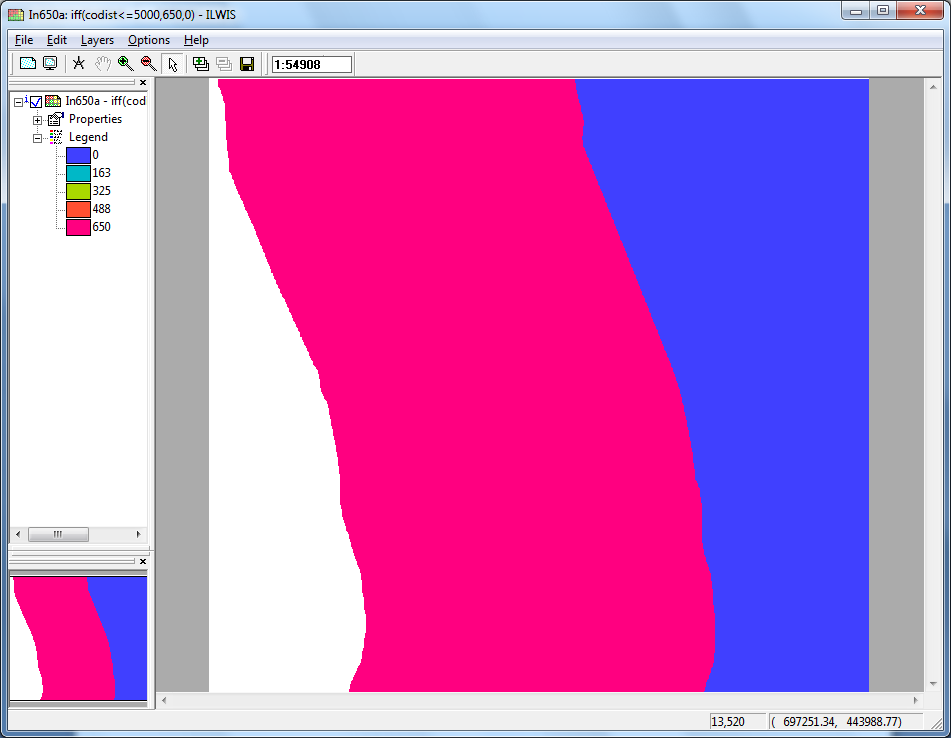 In650a: iff(codist<=5000,650,0) - ILWIS
File Edit Layers Options Help
1:54908
In650a - iff(cod
Properties
Legend
0
163
325
488
650
13,520 ( 697251.34, 443988.77)